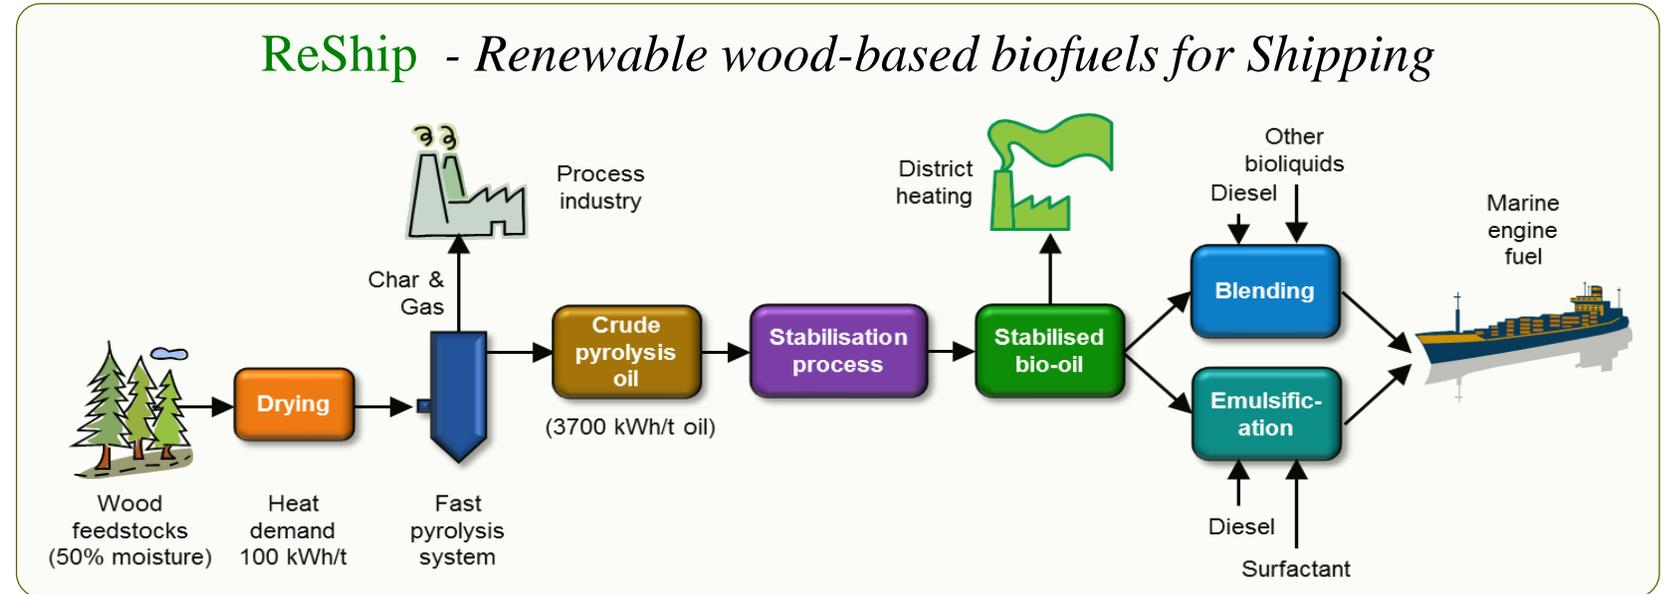 ReShip - Renewable wood-based biofuels for Shipping
Process
industry
District
heating
Other
bioliquids
Diesel
Marine
engine
fuel
Char &
Gas
Blending
Crude
pyrolysis
oil
Stabilisation
process
Stabilised
bio-oil
Drying
Emulsific-
ation
(3700 kWh/t oil)
Wood
feedstocks
(50% moisture)
Heat
demand
100 kWh/t
Fast
pyrolysis
system
Diesel
Surfactant